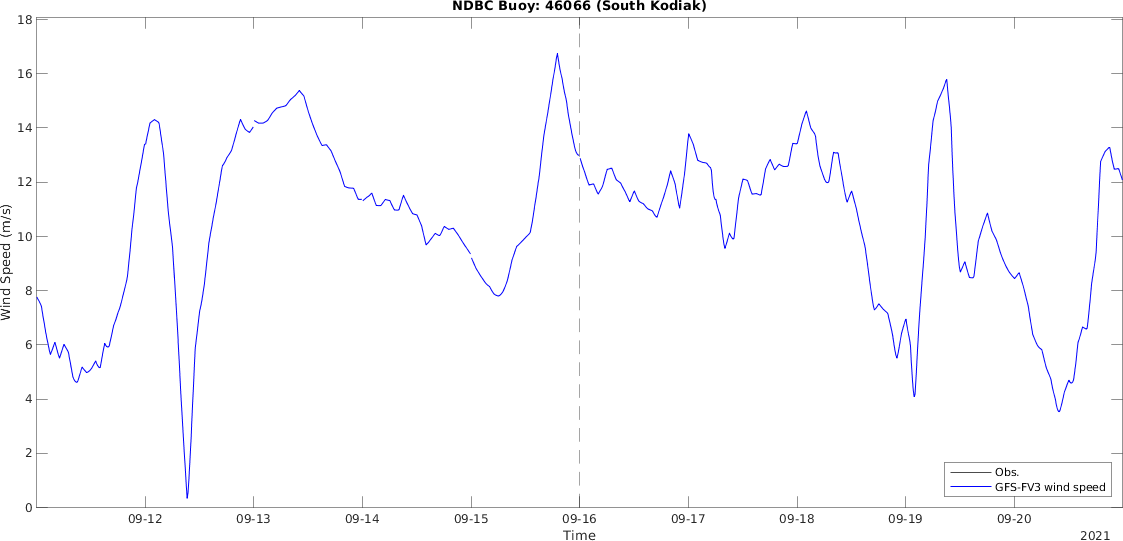 NDBC Buoy: 46066 (South Kodiak)
18
16
14
12
10
8
6
4
2
0
Wind Speed (m/s)
Obs.
GFS-FV3 wind speed
09-12 09-13 09-14 09-15 09-16 09-17 09-18 09-19 09-20
Time
2021